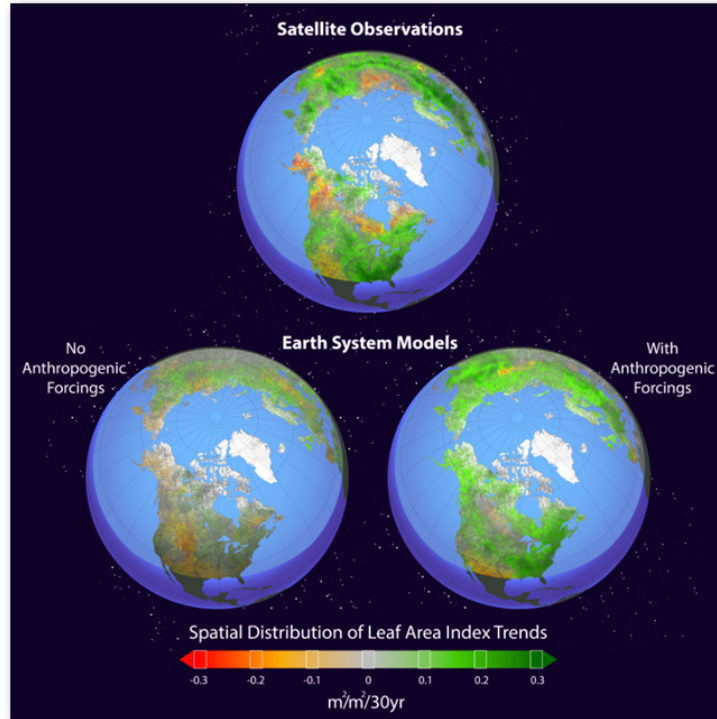 Satellite Observations
Earth System Models
No
Anthropogenic
Forcings
With
Anthropogenic
Forcings
Spatial Distribution of Leaf Area Index Trends
-0.3 -0.2 -0.1 0 0.1 0.2 0.3
m²/m²/30yr